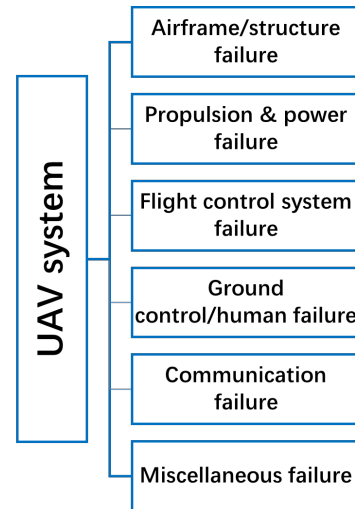 UAV system
Airframe/structure
failure
Propulsion & power
failure
Flight control system
failure
Ground
control/human failure
Communication
failure
Miscellaneous failure